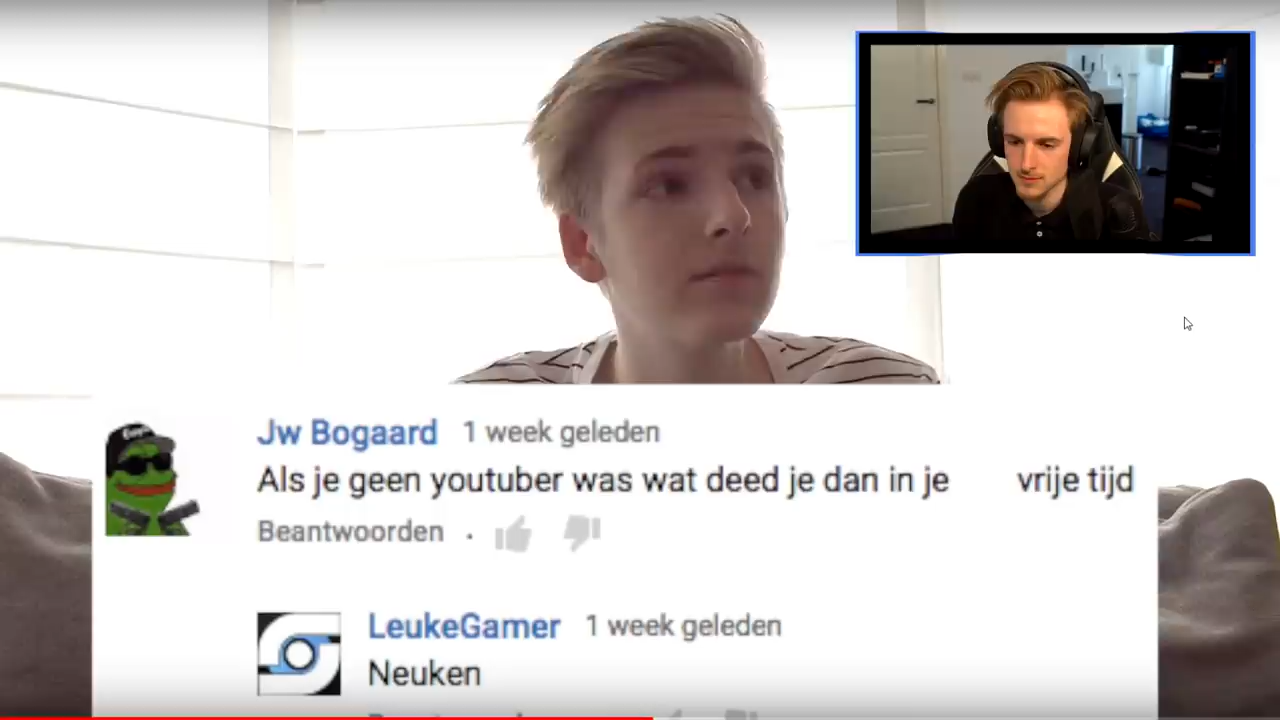 Jw Bogaard 1 week geleden
Als je geen youtuber was wat deed je dan in je vrije tijd
Beantwoorden ·
LeukeGamer 1 week geleden
Neuken